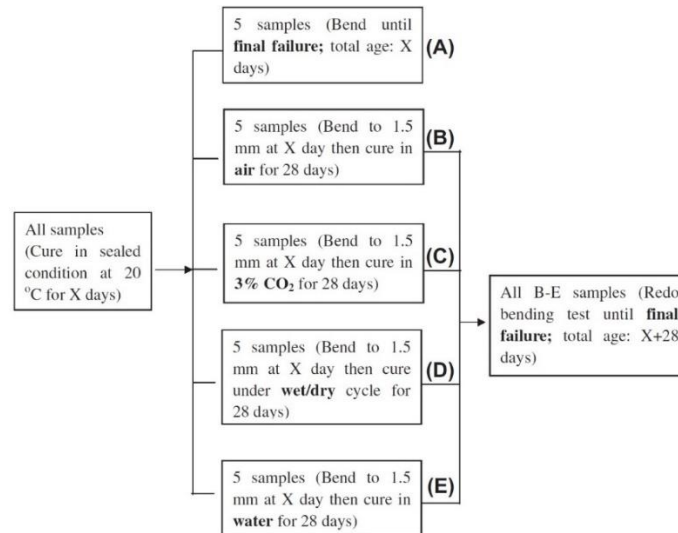 5 samples (Bend until
final failure; total age: X
days)
(A)
5 samples (Bend to 1.5
mm at X day then cure in
air for 28 days)
(B)
All samples
(Cure in sealed
condition at 20
°C for X days)
5 samples (Bend to 1.5
mm at X day then cure in
3% CO₂ for 28 days)
(C)
All B-E samples (Redo
bending test until final
failure; total age: X+28
days)
5 samples (Bend to 1.5
mm at X day then cure
under wet/dry cycle for
28 days)
(D)
5 samples (Bend to 1.5
mm at X day then cure in
water for 28 days)
(E)